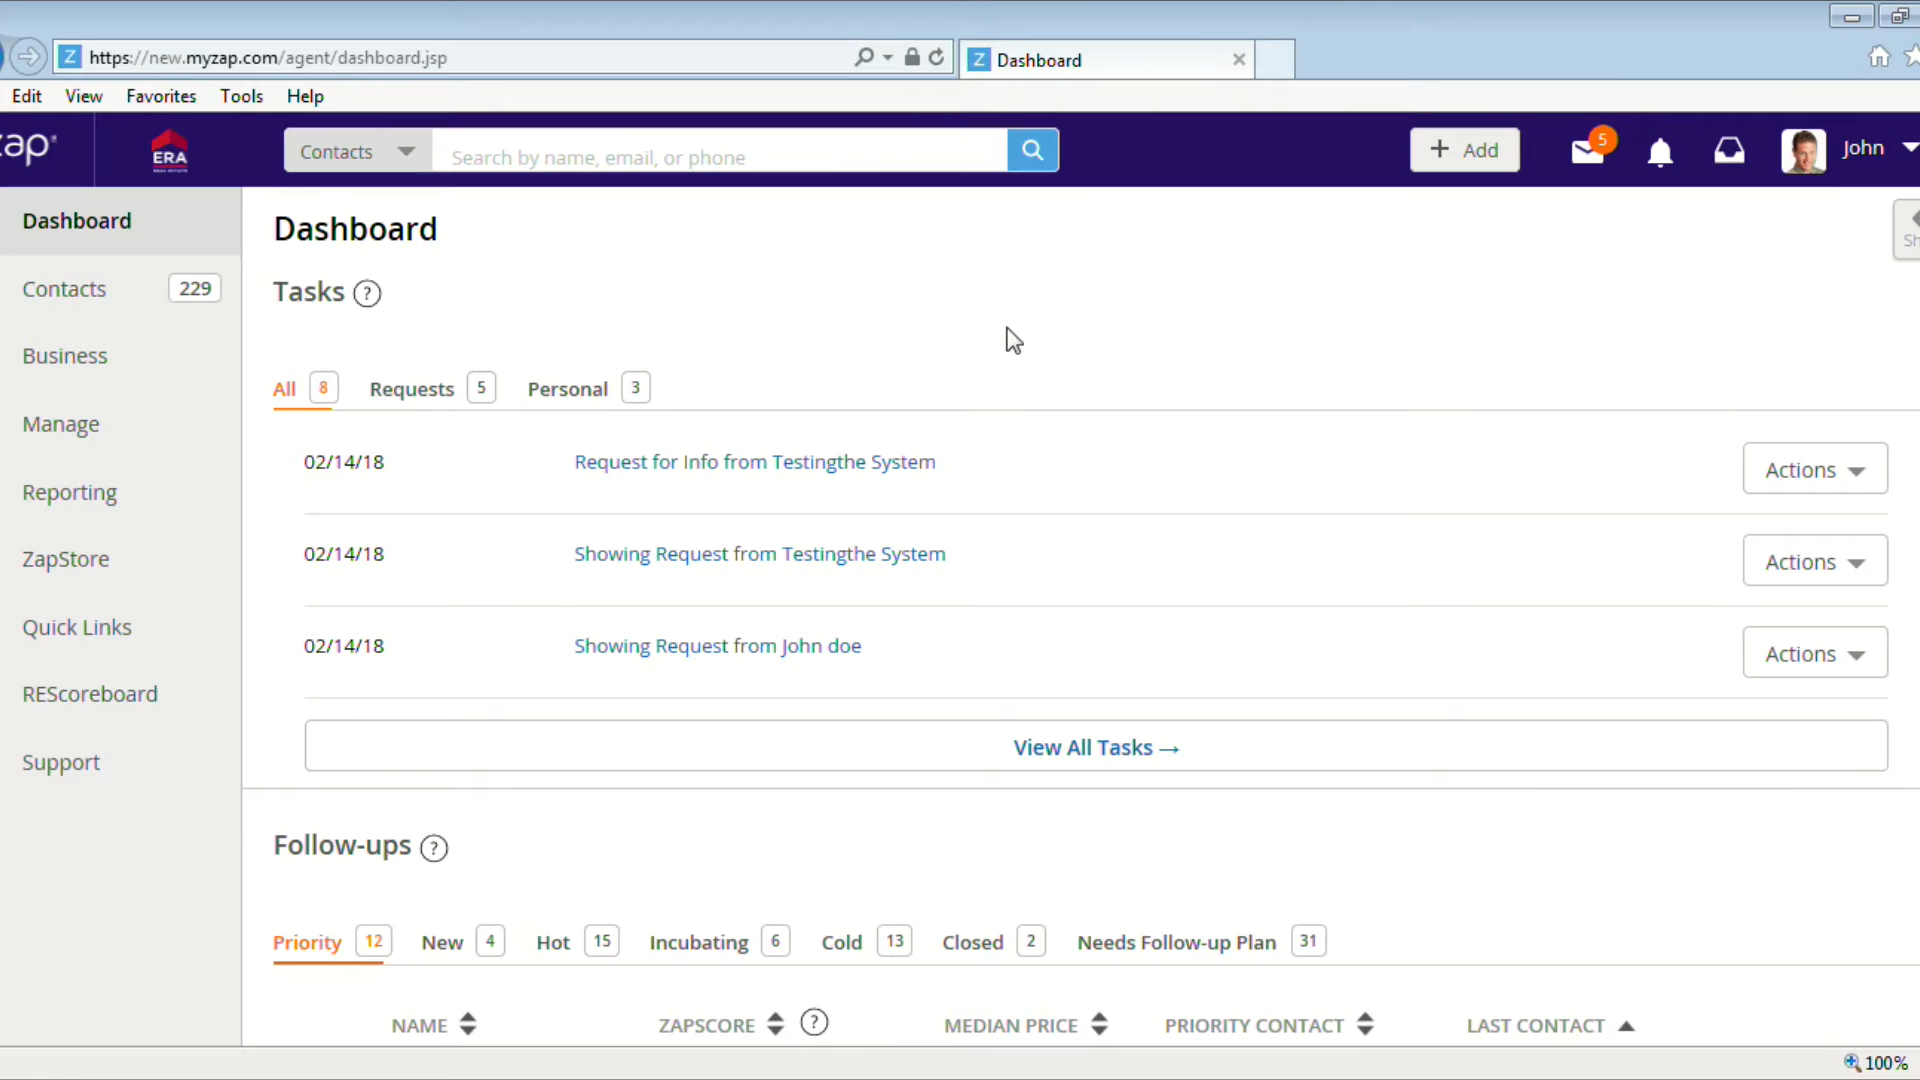 https://new.myzap.com/agent/dashboard.jsp
Z Dashboard
Edit View Favorites Tools Help
zap
ERA
Contacts
Search by name, email, or phone
+ Add
5
John
Dashboard
Contacts 229
Business
Manage
Reporting
ZapStore
Quick Links
REScoreboard
Support
Dashboard
Sh
Tasks ?
All 8 Requests 5 Personal 3
02/14/18 Request for Info from Testingthe System Actions
02/14/18 Showing Request from Testingthe System Actions
02/14/18 Showing Request from John doe Actions
View All Tasks →
Follow-ups ?
Priority 12 New 4 Hot 15 Incubating 6 Cold 13 Closed 2 Needs Follow-up Plan 31
NAME ZAPSCORE ? MEDIAN PRICE PRIORITY CONTACT LAST CONTACT
100%